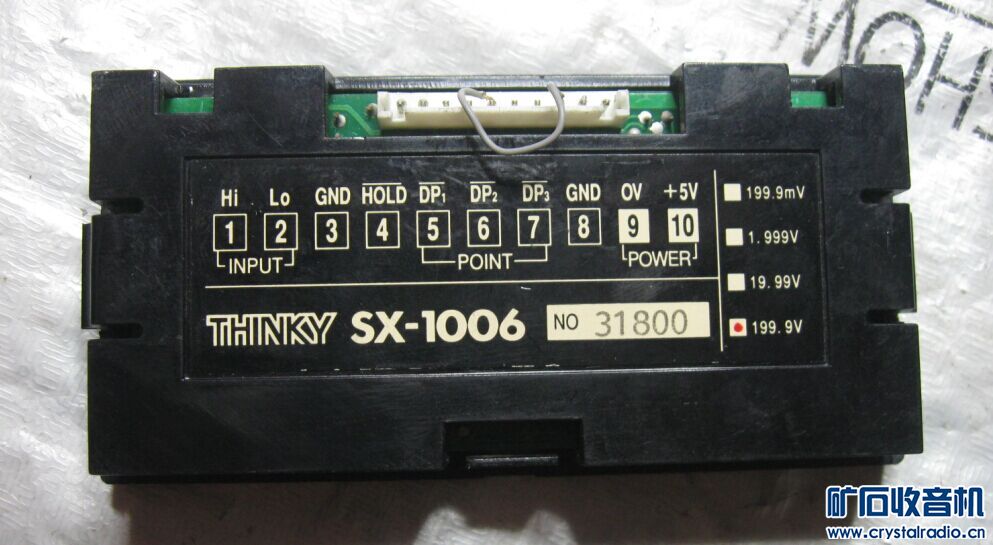 Hi Lo GND HOLD DP1 DP2 DP3 GND 0V +5V
1 2 3 4 5 6 7 8 9 10
INPUT POINT POWER
199.9mV
1.999V
19.99V
199.9V
THINKY SX-1006 NO 31800
矿石收音机
www.crystalradio.cn